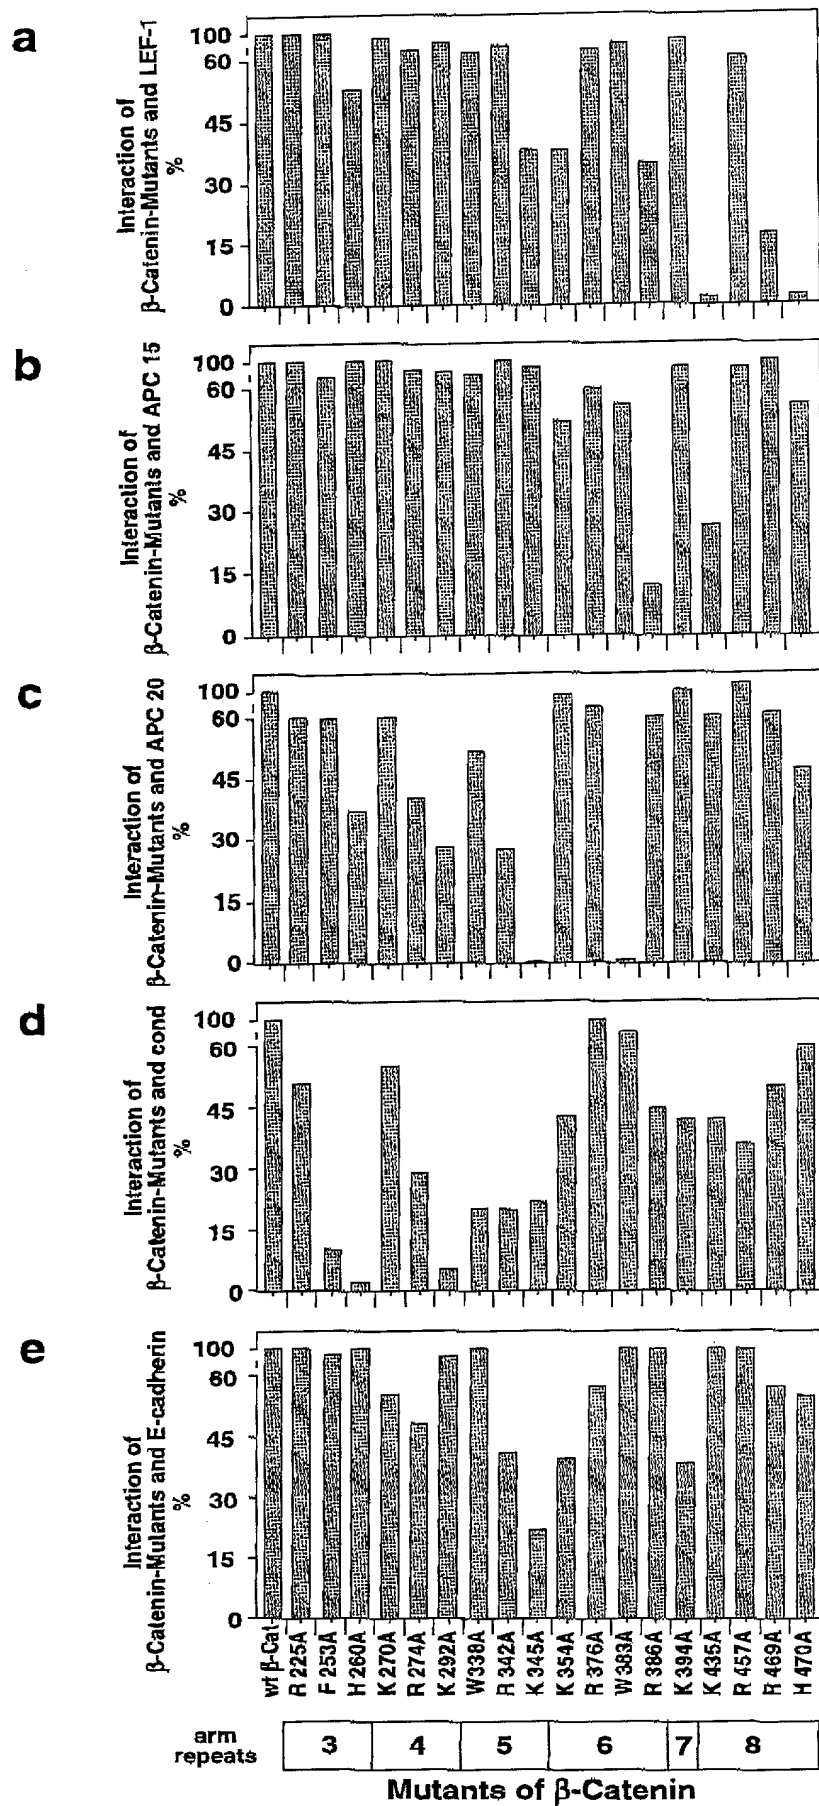 a
Interaction of
β-Catenin-Mutants and LEF-1
%
100
60
45
30
15
0
b
Interaction of
β-Catenin-Mutants and APC 15
%
100
60
45
30
15
0
c
Interaction of
β-Catenin-Mutants and APC 20
%
100
60
45
30
15
0
d
Interaction of
β-Catenin-Mutants and cond
%
100
60
45
30
15
0
e
Interaction of
β-Catenin-Mutants and E-cadherin
%
100
60
45
30
15
0
wt β-Cat
R 225A
F 253A
H 260A
K 270A
R 274A
K 292A
W338A
R 342A
K 345A
K 354A
R 376A
W 383A
R 386A
K 394A
K 435A
R 457A
R 469A
H 470A
arm
repeats
3 4 5 6 7 8
Mutants of β-Catenin